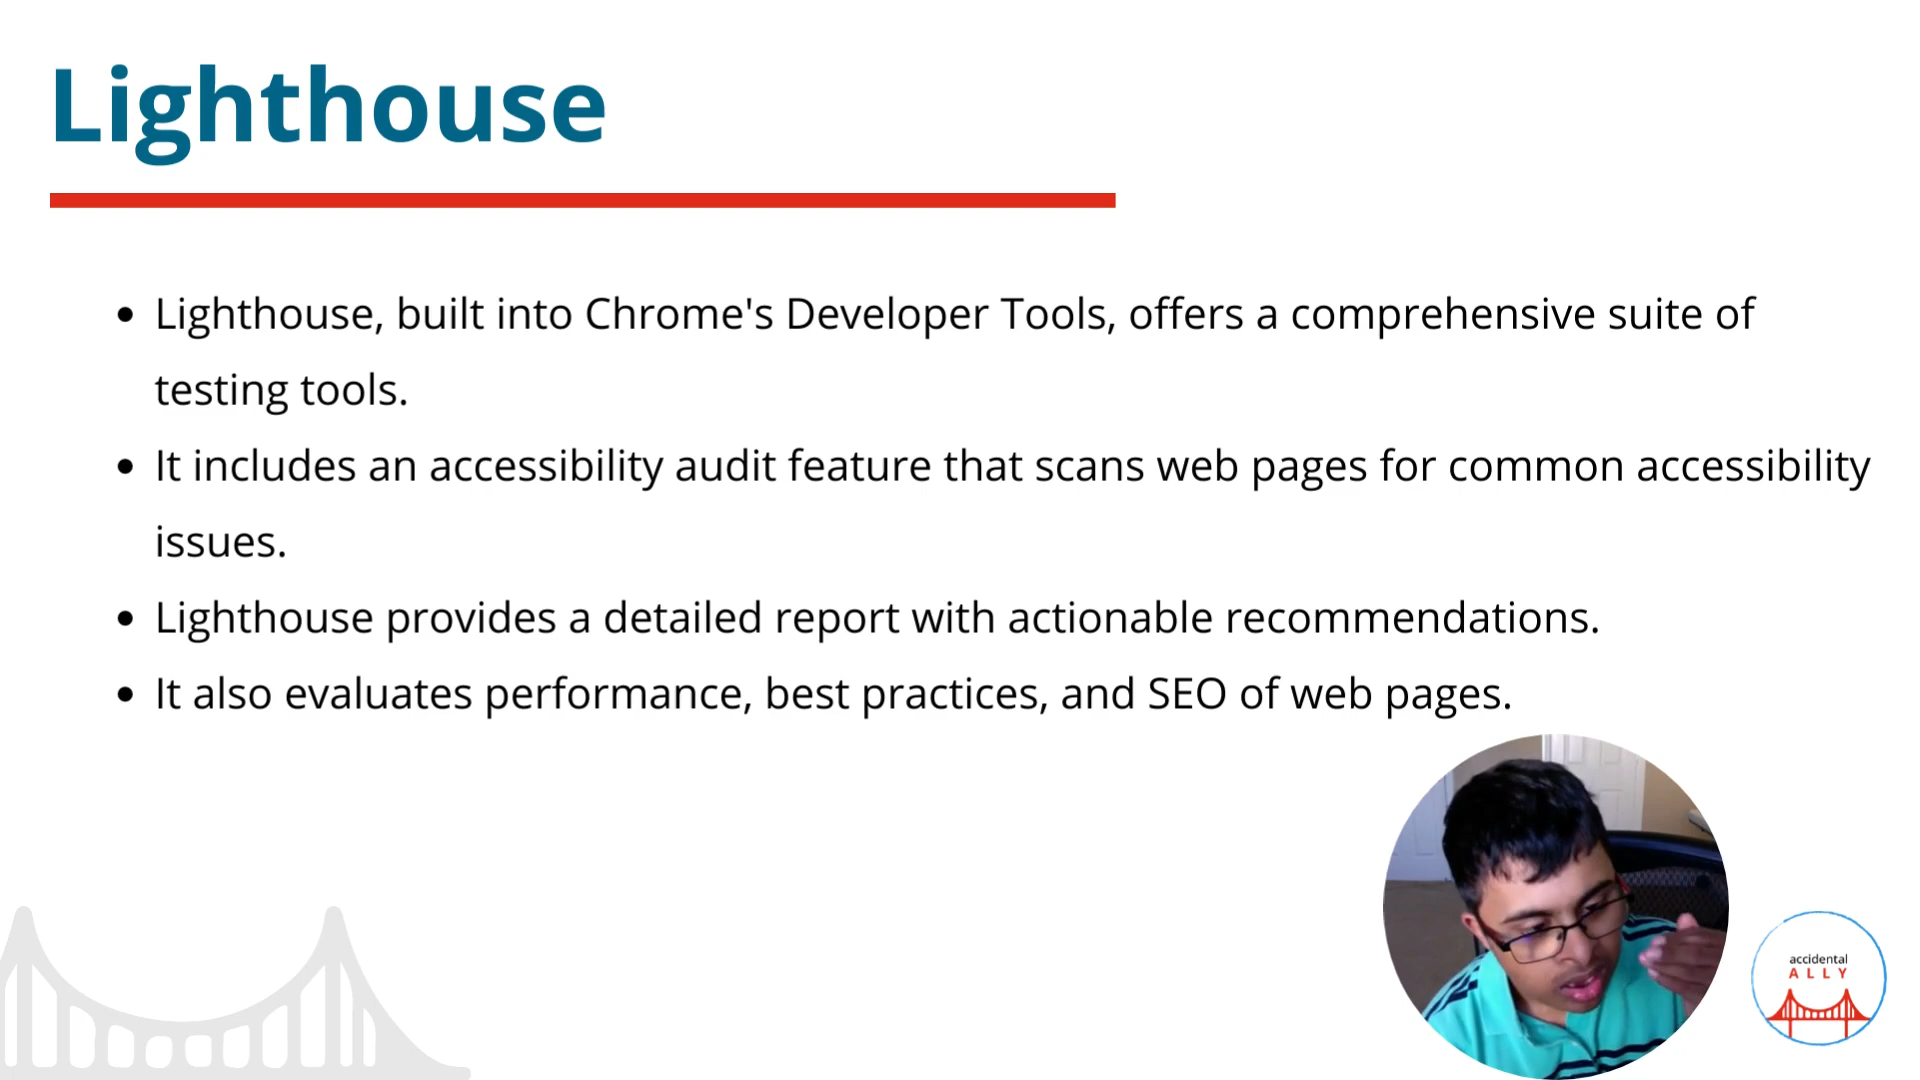 Lighthouse
• Lighthouse, built into Chrome's Developer Tools, offers a comprehensive suite of
testing tools.
• It includes an accessibility audit feature that scans web pages for common accessibility
issues.
• Lighthouse provides a detailed report with actionable recommendations.
• It also evaluates performance, best practices, and SEO of web pages.
accidental
ALLY